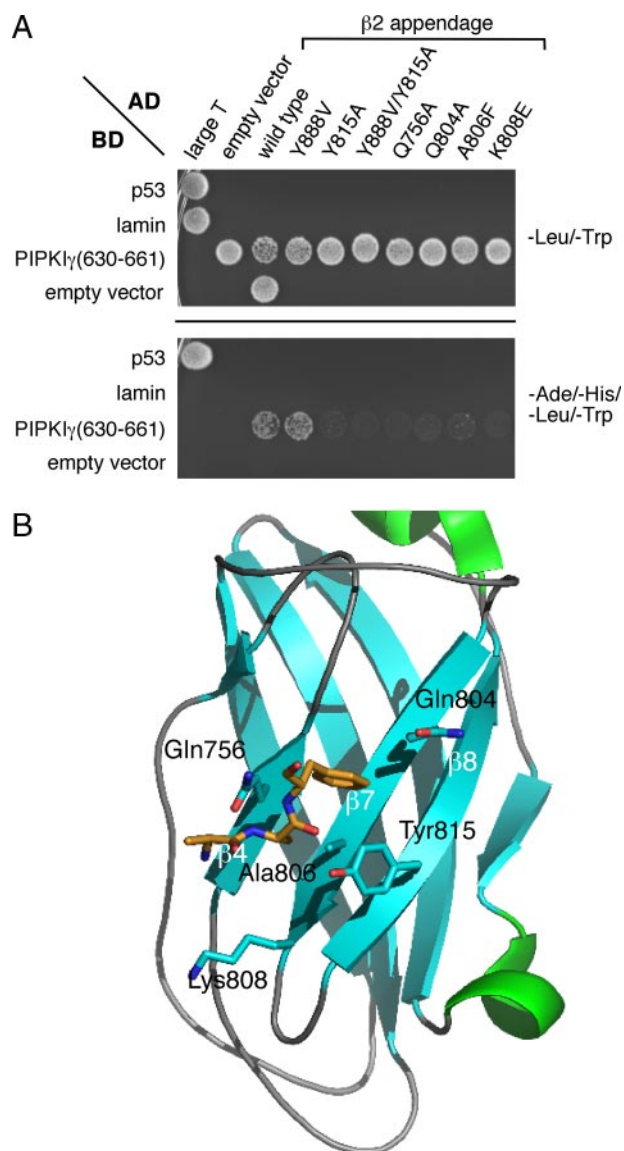 A
β2 appendage
AD
BD
large T
empty vector
wild type
Y888V
Y815A
Y888V/Y815A
Q756A
Q804A
A806F
K808E
p53
lamin
PIPKIγ(630-661)
empty vector
-Leu/-Trp
p53
lamin
PIPKIγ(630-661)
empty vector
-Ade/-His/
-Leu/-Trp
B
Gln804
Gln756
β8
β7
Tyr815
β4
Ala806
Lys808